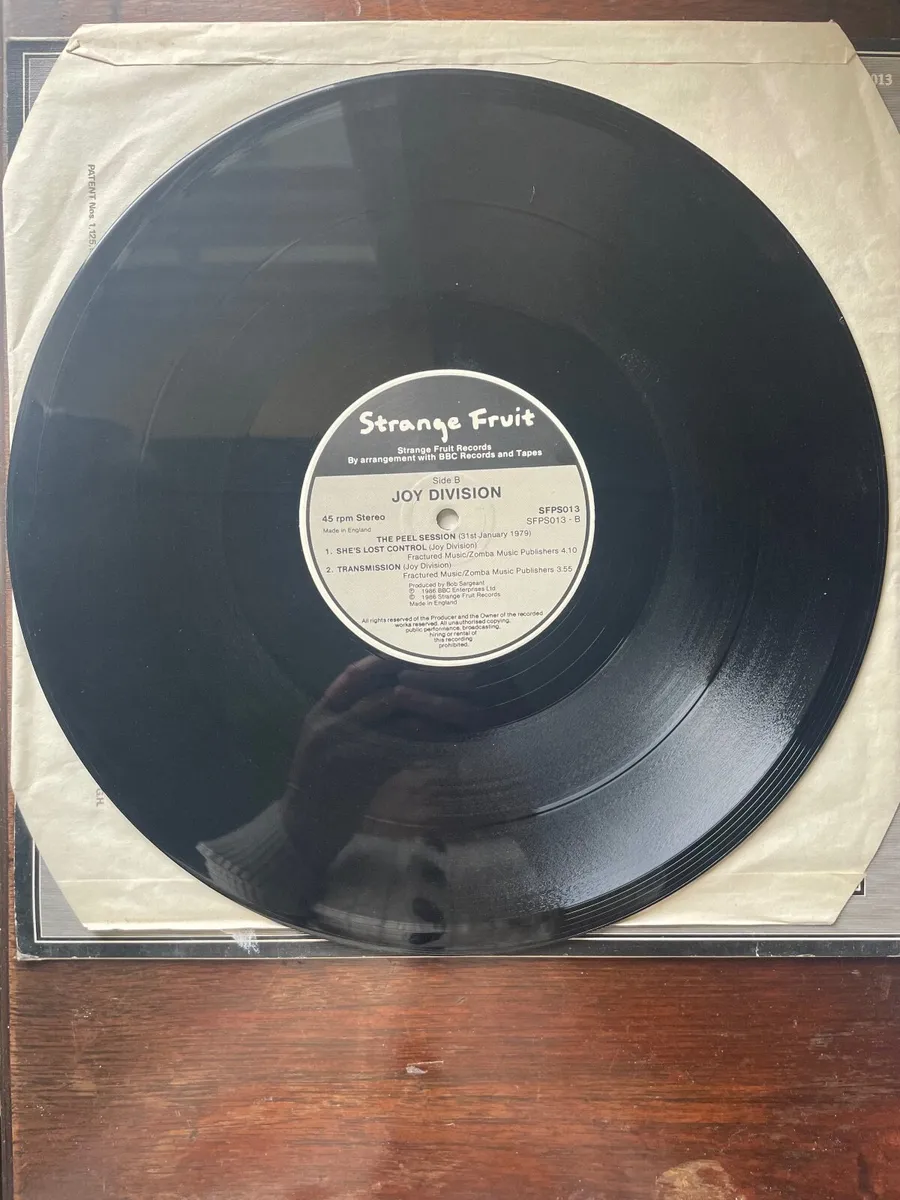 013
PATENT Nos. 1,125,
Strange Fruit
Strange Fruit Records
By arrangement with BBC Records and Tapes
Side B
JOY DIVISION
45 rpm Stereo
SFPS013
Made in England
SFPS013 - B
THE PEEL SESSION (31st January 1979)
1. SHE'S LOST CONTROL (Joy Division)
Fractured Music/Zomba Music Publishers 4.10
2. TRANSMISSION (Joy Division)
Fractured Music/Zomba Music Publishers 3.55
Produced by Bob Sargeant
Ⓟ 1986 BBC Enterprises Ltd
© 1986 Strange Fruit Records
Made in England
All rights reserved of the Producer and the Owner of the recorded
works reserved. All unauthorised copying,
public performance, broadcasting,
hiring or rental of
this recording
prohibited.
G.H.